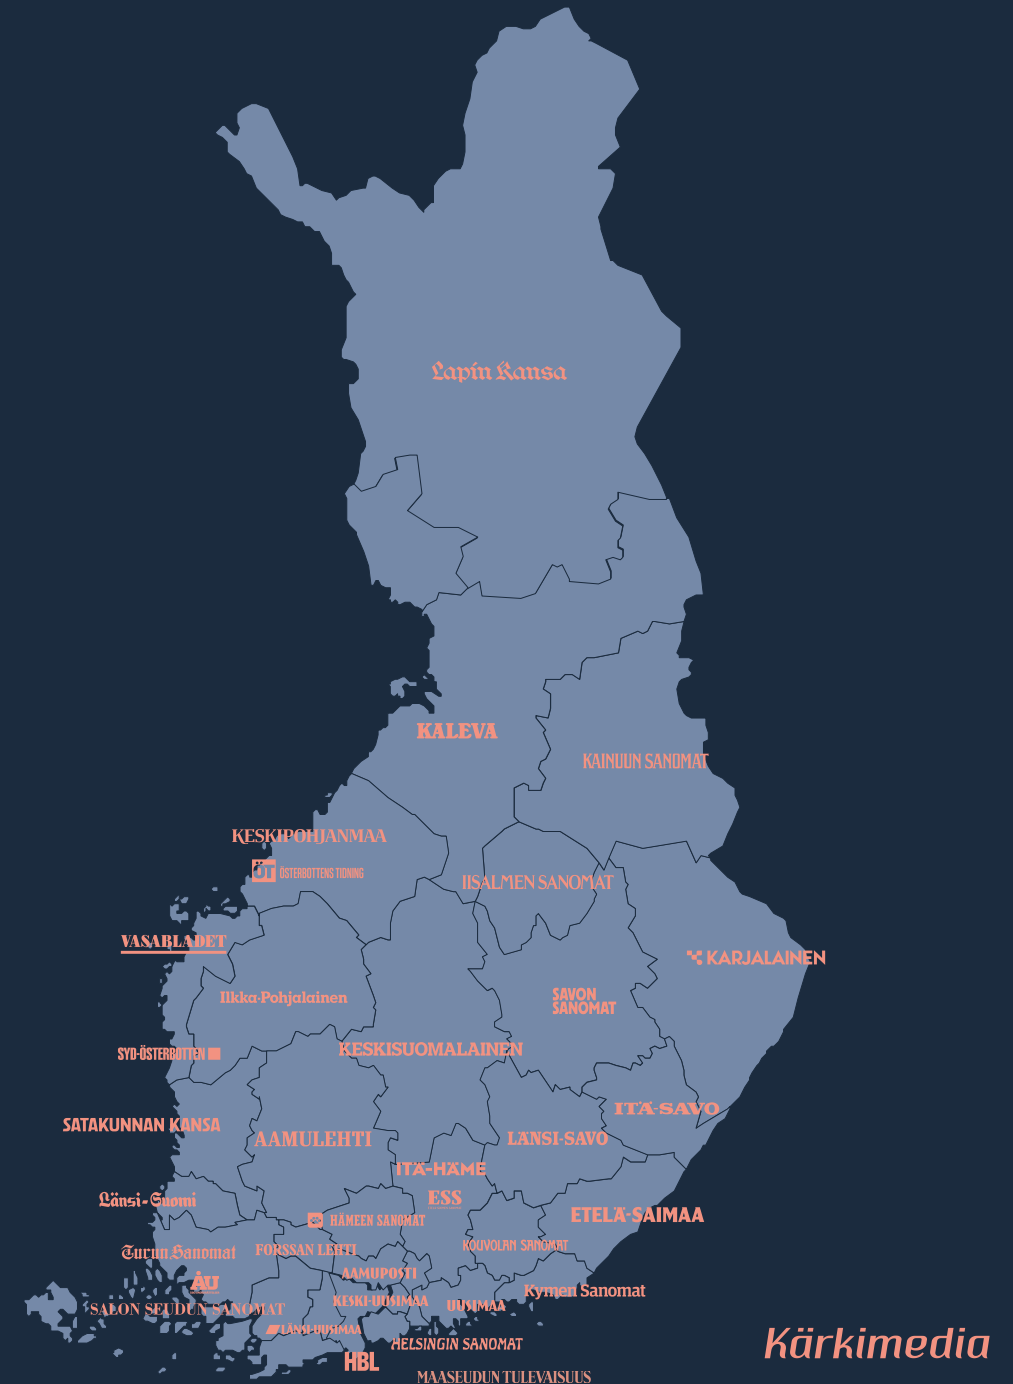 Lapin Kansa
KALEVA
KAINUUN SANOMAT
KESKIPOHJANMAA
ÖT ÖSTERBOTTENS TIDNING
IISALMEN SANOMAT
VASABLADET
KARJALAINEN
Ilkka-Pohjalainen
SAVON
SANOMAT
KESKISUOMALAINEN
SYD-ÖSTERBOTTEN
ITÄ-SAVO
SATAKUNNAN KANSA
AAMULEHTI
LÄNSI-SAVO
ITÄ-HÄME
Länsi-Suomi
ESS
ETELÄ-SAIMAA
HÄMEEN SANOMAT
KOUVOLAN SANOMAT
Turun Sanomat
FORSSAN LEHTI
AAMUPOSTI
ÅU
Kymen Sanomat
KESKI-UUSIMAA
UUSIMAA
SALON SEUDUN SANOMAT
LÄNSI-UUSIMAA
HELSINGIN SANOMAT
Kärkimedia
HBL
MAASEUDUN TULEVAISUUS